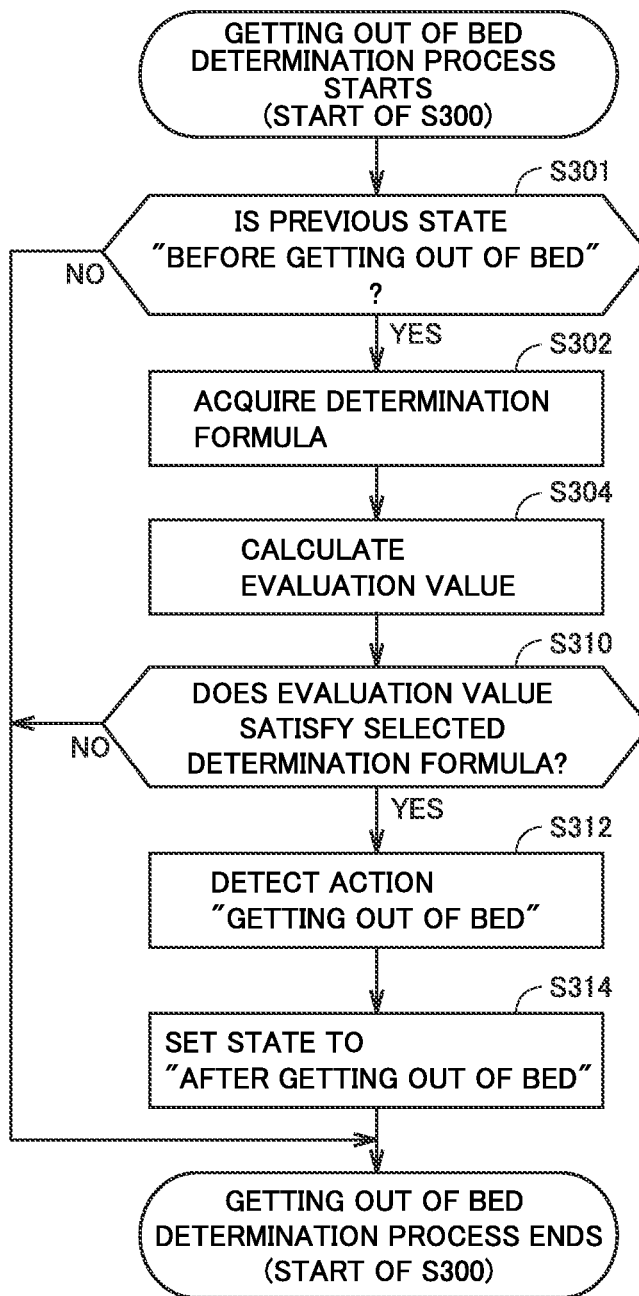 GETTING OUT OF BED
DETERMINATION PROCESS
STARTS
(START OF S300)
S301
IS PREVIOUS STATE
"BEFORE GETTING OUT OF BED"
?
NO
YES
S302
ACQUIRE DETERMINATION
FORMULA
S304
CALCULATE
EVALUATION VALUE
S310
DOES EVALUATION VALUE
SATISFY SELECTED
DETERMINATION FORMULA?
NO
YES
S312
DETECT ACTION
"GETTING OUT OF BED"
S314
SET STATE TO
"AFTER GETTING OUT OF BED"
GETTING OUT OF BED
DETERMINATION PROCESS ENDS
(START OF S300)